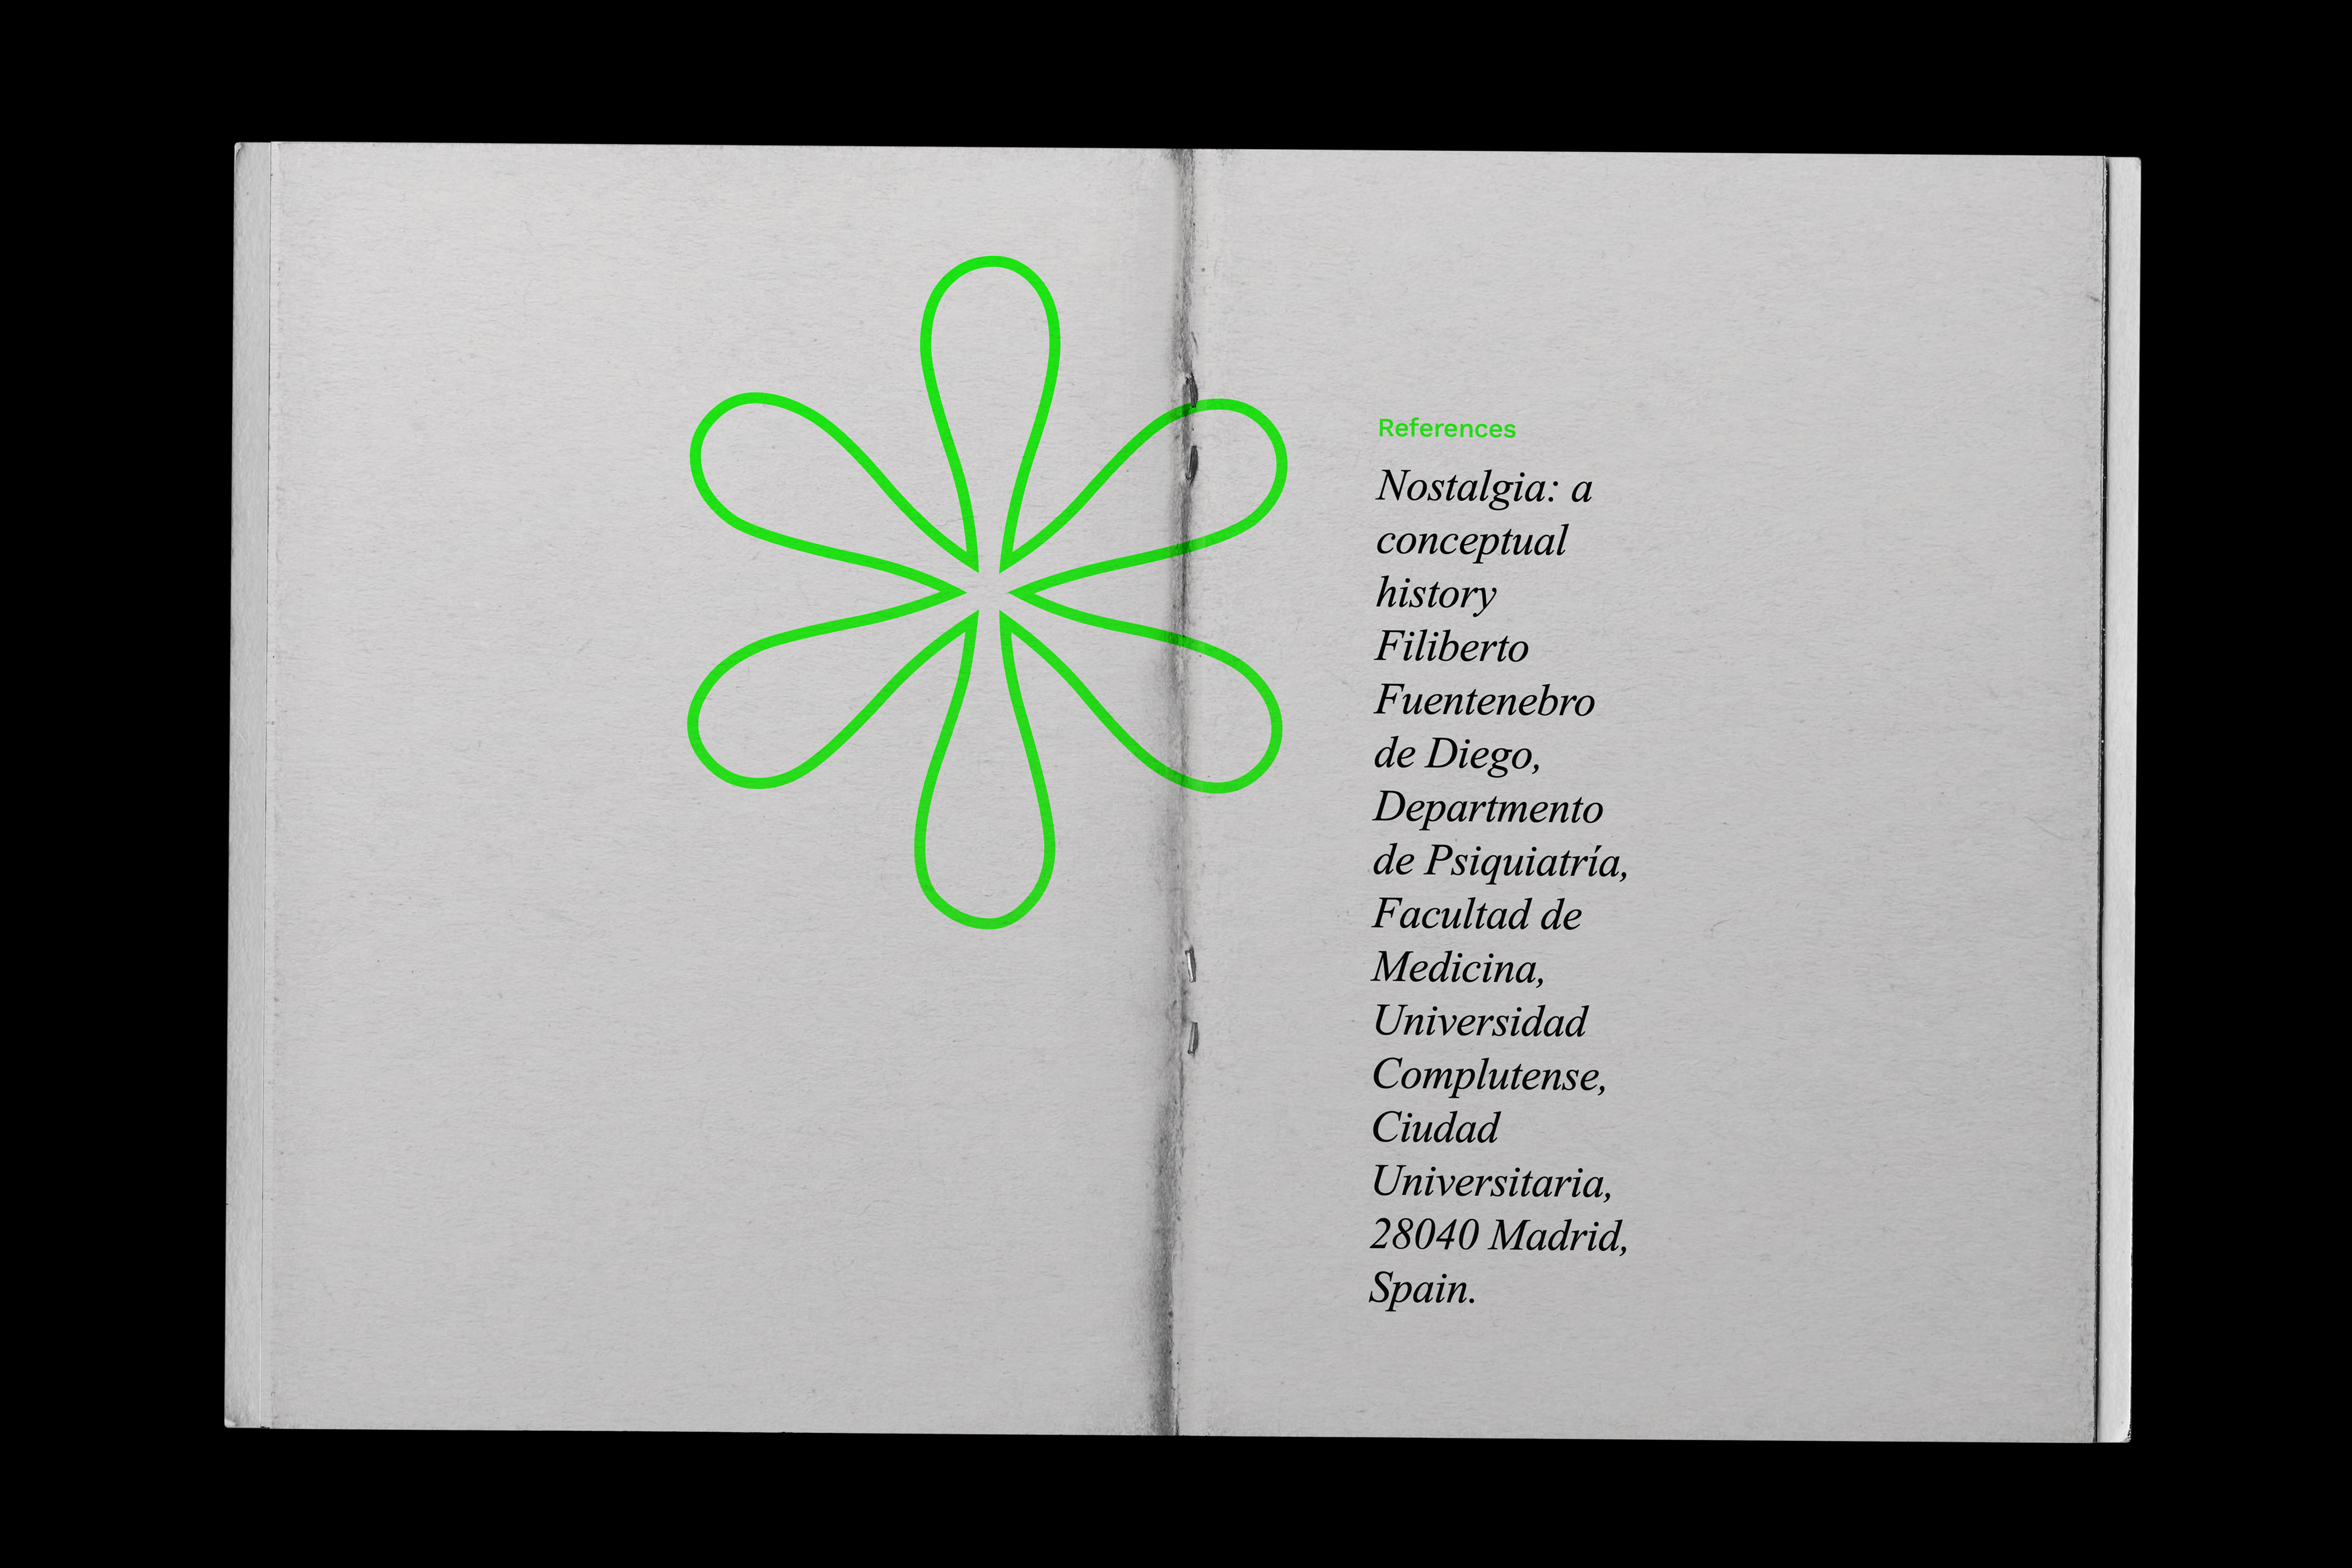 References
Nostalgia: a
conceptual
history
Filiberto
Fuentenebro
de Diego,
Departmento
de Psiquiatría,
Facultad de
Medicina,
Universidad
Complutense,
Ciudad
Universitaria,
28040 Madrid,
Spain.